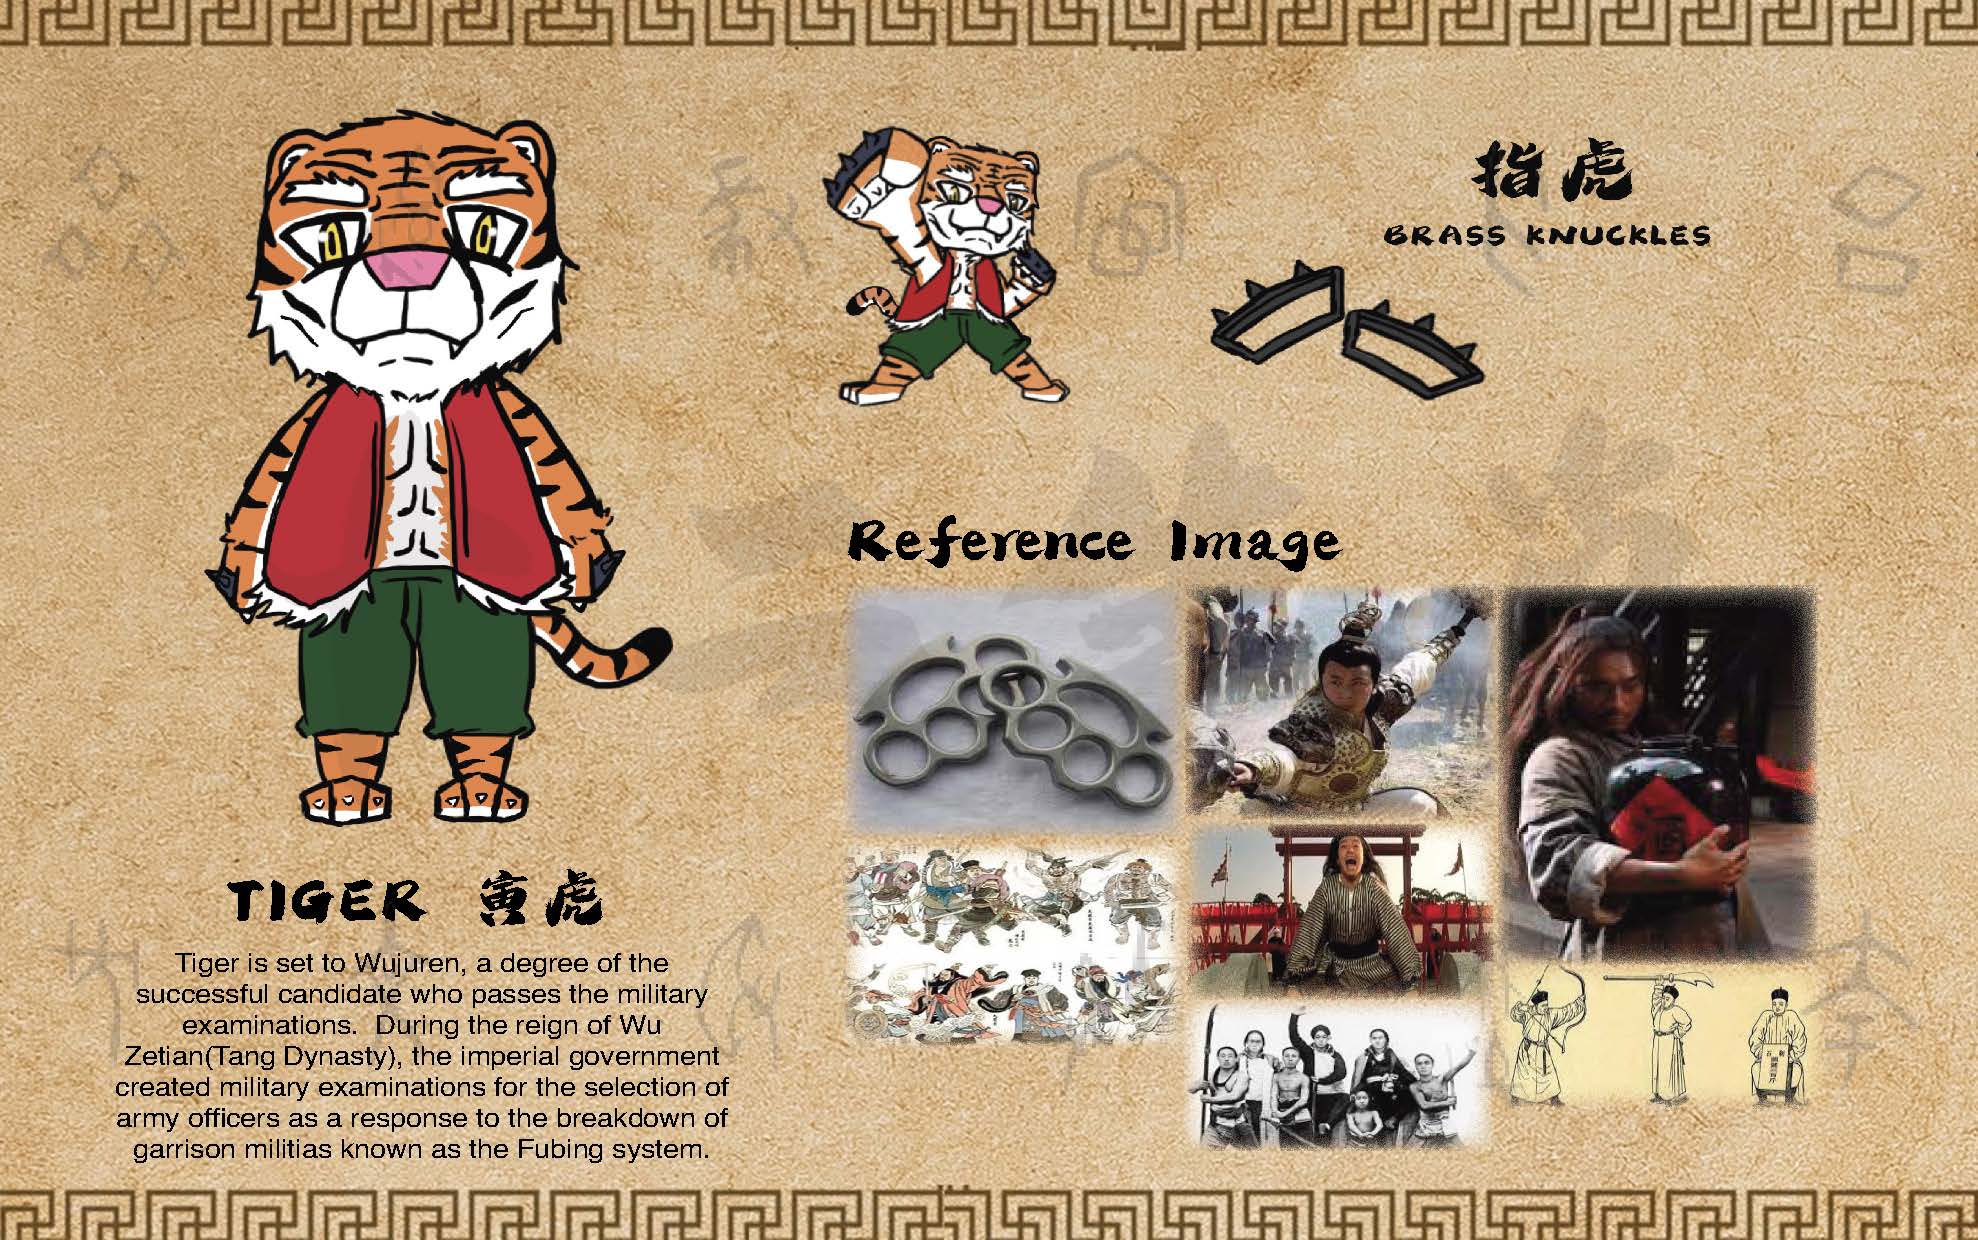 指虎
BRASS KNUCKLES
Reference Image
酒
TIGER 寅虎
Tiger is set to Wujuren, a degree of the
successful candidate who passes the military
examinations.  During the reign of Wu
Zetian(Tang Dynasty), the imperial government
created military examinations for the selection of
army officers as a response to the breakdown of
garrison militias known as the Fubing system.